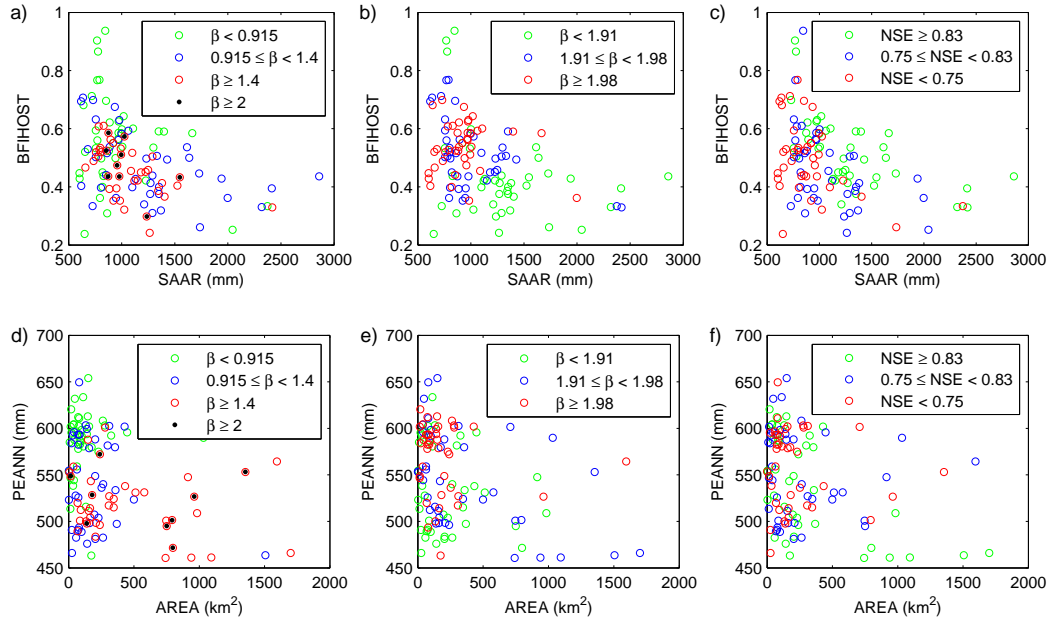 a)
β < 0.915
0.915 ≤ β < 1.4
β ≥ 1.4
β ≥ 2
1
0.8
0.6
0.4
0.2
BFIHOST
500 1000 1500 2000 2500 3000
SAAR (mm)
b)
β < 1.91
1.91 ≤ β < 1.98
β ≥ 1.98
1
0.8
0.6
0.4
0.2
BFIHOST
500 1000 1500 2000 2500 3000
SAAR (mm)
c)
NSE ≥ 0.83
0.75 ≤ NSE < 0.83
NSE < 0.75
1
0.8
0.6
0.4
0.2
BFIHOST
500 1000 1500 2000 2500 3000
SAAR (mm)
d)
β < 0.915
0.915 ≤ β < 1.4
β ≥ 1.4
β ≥ 2
700
650
600
550
500
450
PEANN (mm)
0 500 1000 1500 2000
AREA (km²)
e)
β < 1.91
1.91 ≤ β < 1.98
β ≥ 1.98
700
650
600
550
500
450
PEANN (mm)
0 500 1000 1500 2000
AREA (km²)
f)
NSE ≥ 0.83
0.75 ≤ NSE < 0.83
NSE < 0.75
700
650
600
550
500
450
PEANN (mm)
0 500 1000 1500 2000
AREA (km²)